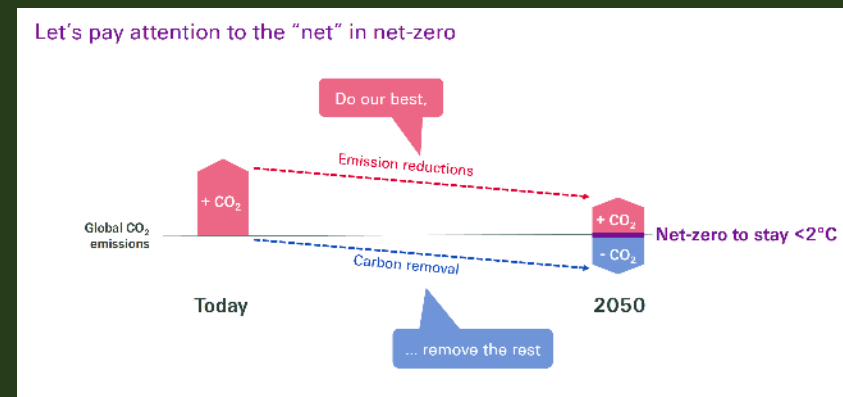 Let's pay attention to the “net” in net-zero
Do our best,
Emission reductions
+ CO₂
Global CO₂
emissions
+ CO₂
Net-zero to stay <2°C
- CO₂
Carbon removal
Today
2050
... remove the rest